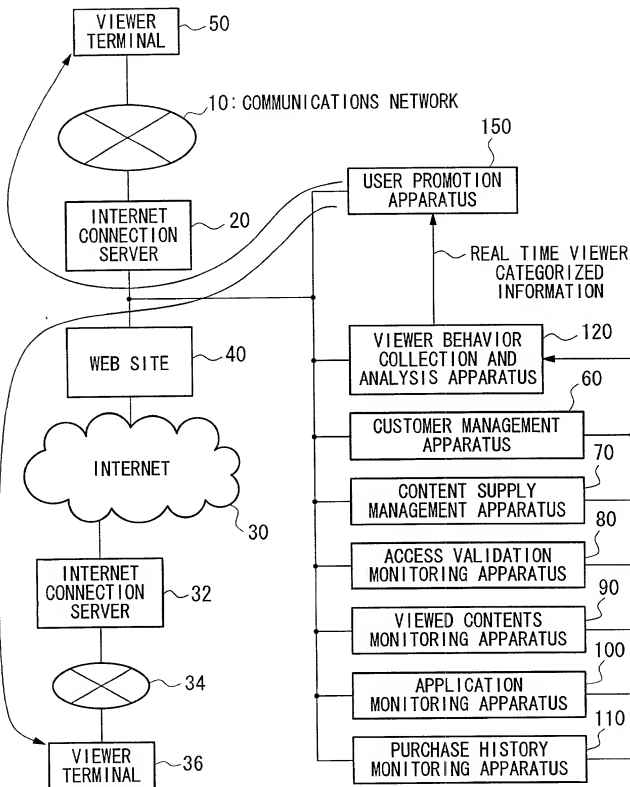 VIEWER
TERMINAL
50
10: COMMUNICATIONS NETWORK
INTERNET
CONNECTION
SERVER
20
WEB SITE
40
INTERNET
30
INTERNET
CONNECTION
SERVER
32
34
VIEWER
TERMINAL
36
150
USER PROMOTION
APPARATUS
REAL TIME VIEWER
CATEGORIZED
INFORMATION
VIEWER BEHAVIOR
COLLECTION AND
ANALYSIS APPARATUS
120
60
CUSTOMER MANAGEMENT
APPARATUS
70
CONTENT SUPPLY
MANAGEMENT APPARATUS
80
ACCESS VALIDATION
MONITORING APPARATUS
90
VIEWED CONTENTS
MONITORING APPARATUS
100
APPLICATION
MONITORING APPARATUS
110
PURCHASE HISTORY
MONITORING APPARATUS